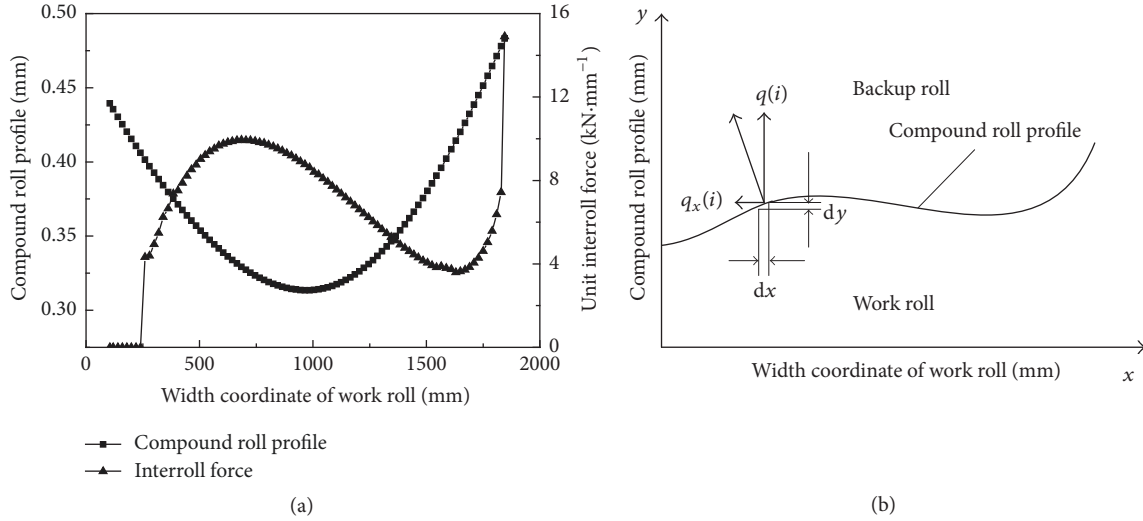 0.50
0.45
0.40
0.35
0.30
Compound roll profile (mm)
16
12
8
4
0
Unit interroll force (kN·mm⁻¹)
0
500
1000
1500
2000
Width coordinate of work roll (mm)
Compound roll profile
Interroll force
(a)
y
Compound roll profile (mm)
q(i)
Backup roll
Compound roll profile
qₓ(i)
dy
dx
Work roll
Width coordinate of work roll (mm)
x
(b)